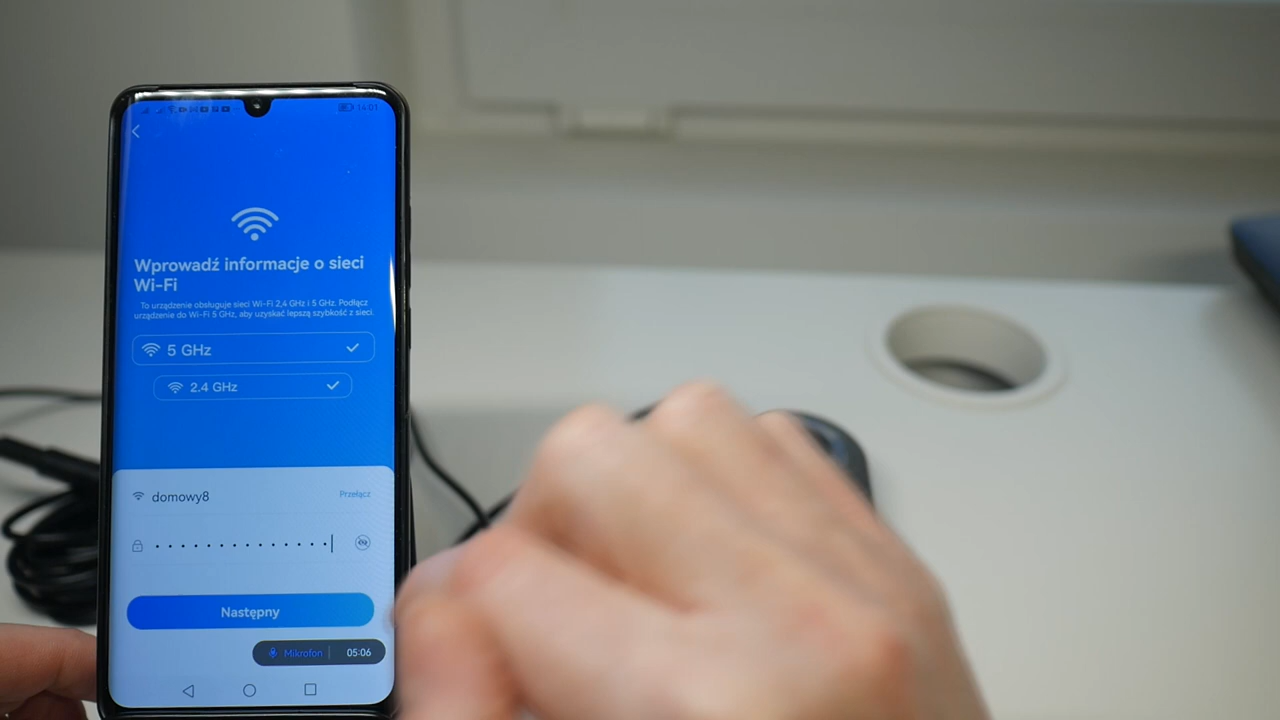 14:01
Wprowadź informacje o sieci
Wi-Fi
To urządzenie obsługuje sieci Wi-Fi 2,4 GHz i 5 GHz. Podłącz
urządzenie do Wi-Fi 5 GHz, aby uzyskać lepszą szybkość z sieci.
5 GHz
2.4 GHz
domowy8 Przełącz
Następny
Mikrofon 05:06